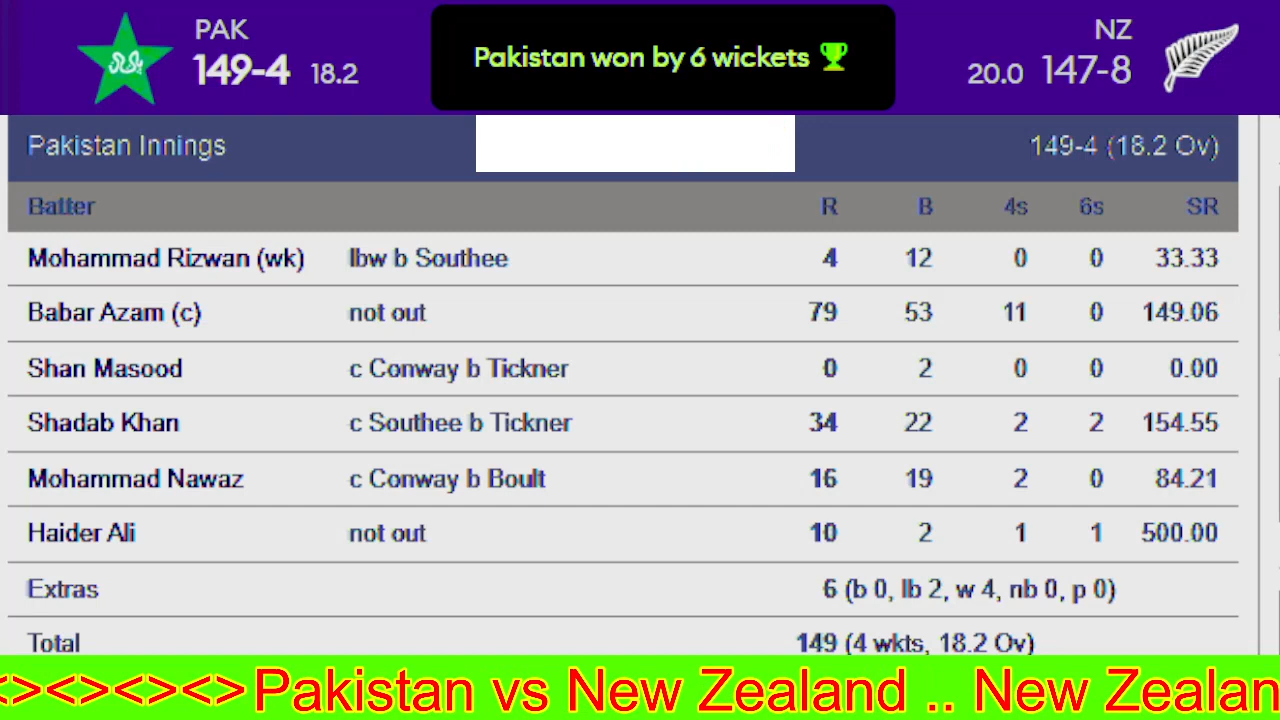 PAK
149-4 18.2
Pakistan won by 6 wickets
NZ
20.0 147-8
Pakistan Innings 149-4 (18.2 Ov)
Batter R B 4s 6s SR
Mohammad Rizwan (wk) lbw b Southee 4 12 0 0 33.33
Babar Azam (c) not out 79 53 11 0 149.06
Shan Masood c Conway b Tickner 0 2 0 0 0.00
Shadab Khan c Southee b Tickner 34 22 2 2 154.55
Mohammad Nawaz c Conway b Boult 16 19 2 0 84.21
Haider Ali not out 10 2 1 1 500.00
Extras 6 (b 0, lb 2, w 4, nb 0, p 0)
Total 149 (4 wkts, 18.2 Ov)
<><><><>Pakistan vs New Zealand .. New Zealan